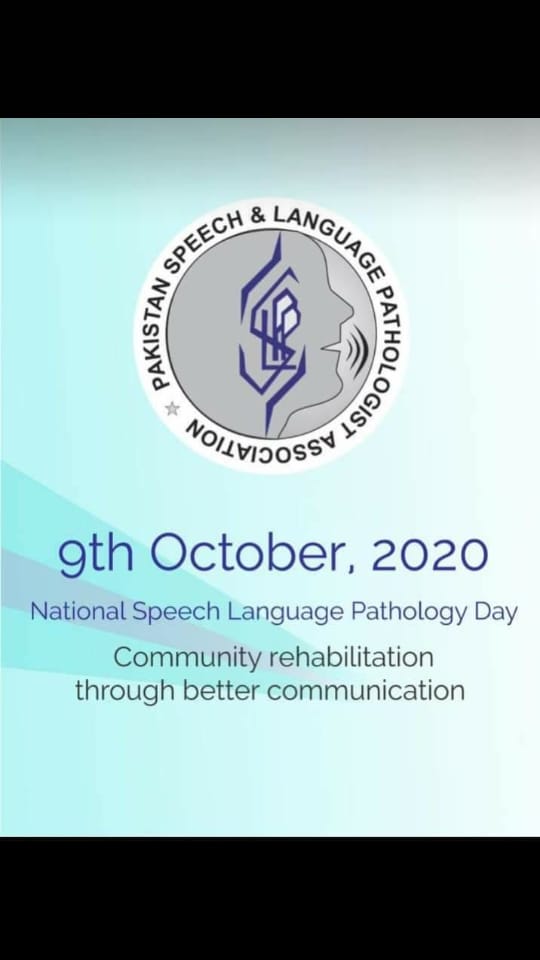 PAKISTAN SPEECH & LANGUAGE PATHOLOGIST ASSOCIATION
9th October, 2020
National Speech Language Pathology Day
Community rehabilitation
through better communication